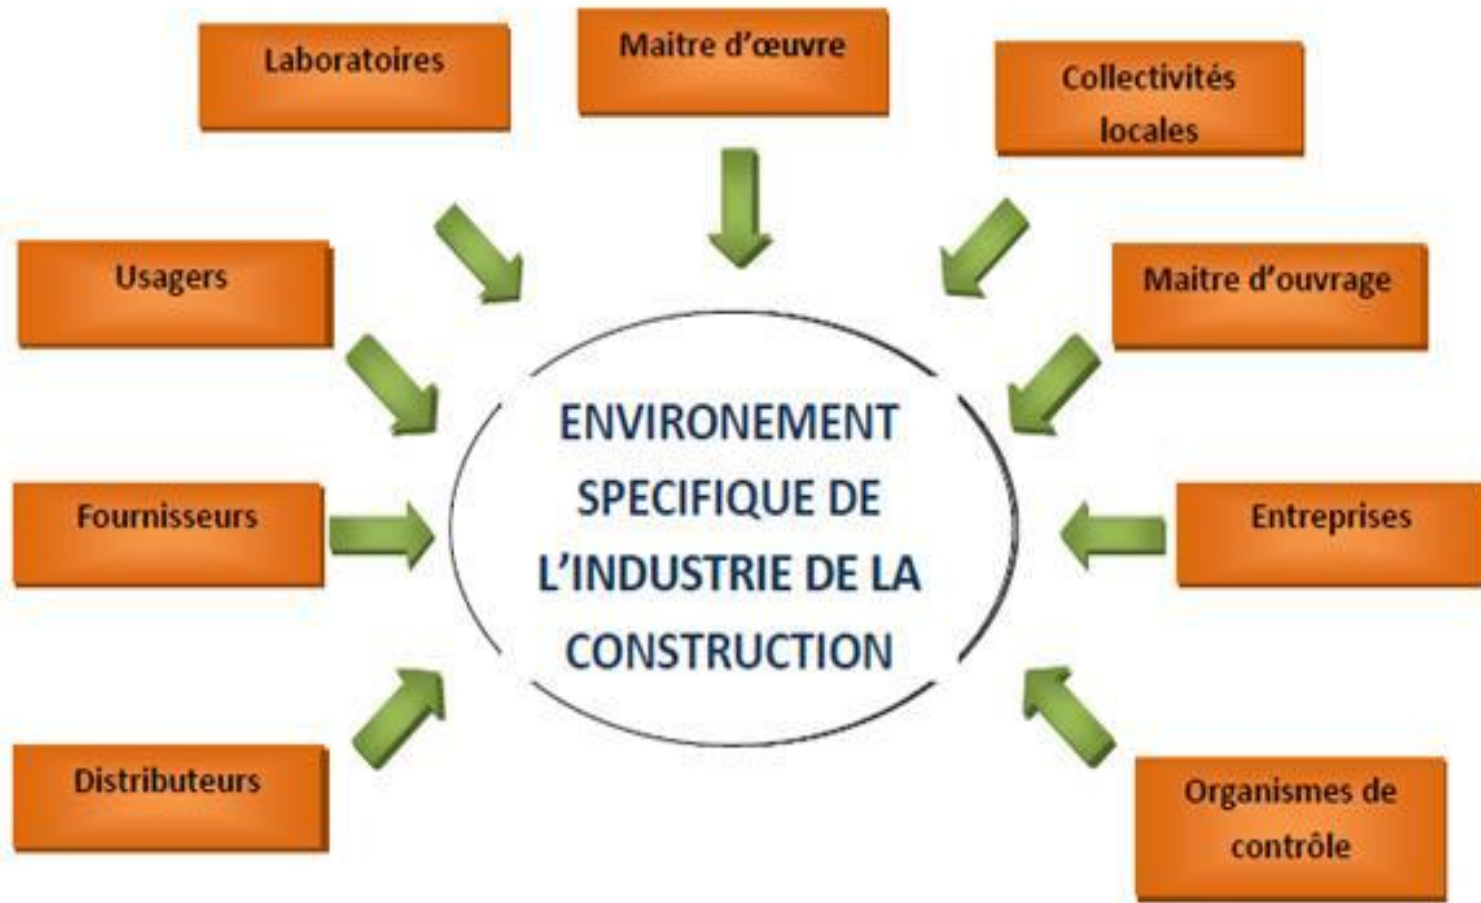 Laboratoires
Maitre d'œuvre
Collectivités
locales
Usagers
Maitre d'ouvrage
ENVIRONEMENT
SPECIFIQUE DE
L'INDUSTRIE DE LA
CONSTRUCTION
Fournisseurs
Entreprises
Distributeurs
Organismes de
contrôle